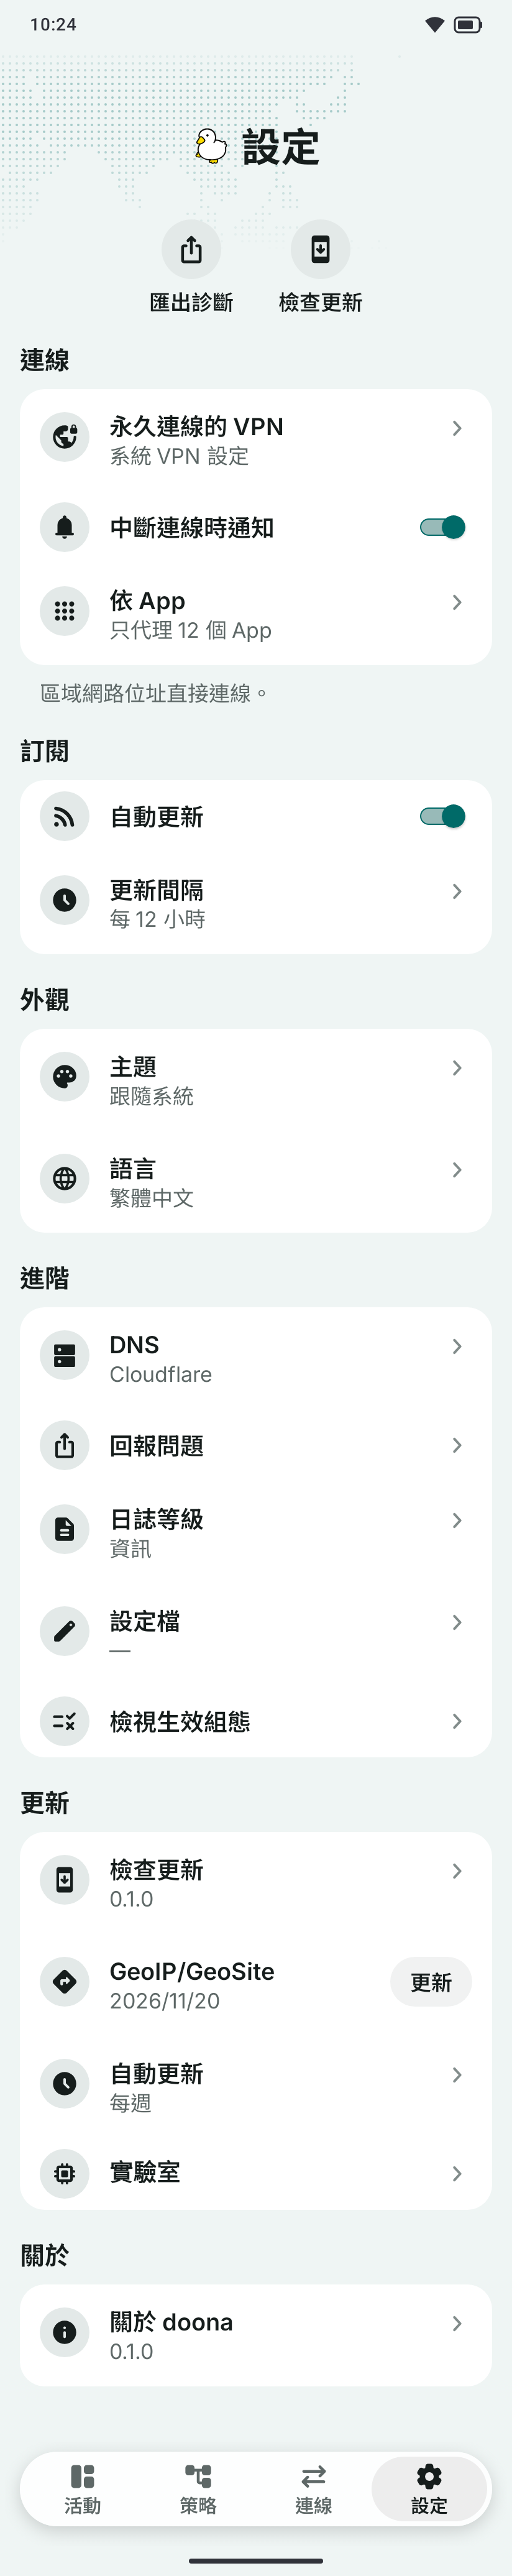 10:24
設定
匯出診斷
檢查更新
連線
永久連線的 VPN
系統 VPN 設定
中斷連線時通知
依 App
只代理 12 個 App
區域網路位址直接連線。
訂閱
自動更新
更新間隔
每 12 小時
外觀
主題
跟隨系統
語言
繁體中文
進階
DNS
Cloudflare
回報問題
日誌等級
資訊
設定檔
—
檢視生效組態
更新
檢查更新
0.1.0
GeoIP/GeoSite
2026/11/20
更新
自動更新
每週
實驗室
關於
關於 doona
0.1.0
活動
策略
連線
設定